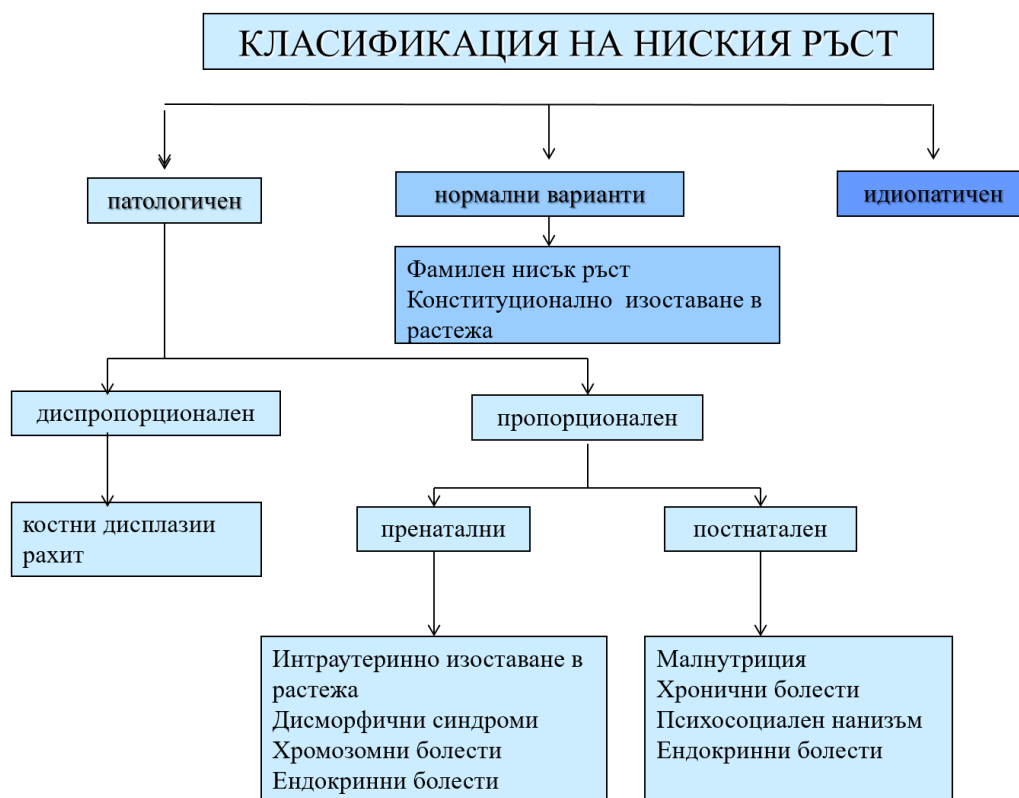 КЛАСИФИКАЦИЯ НА НИСКИЯ РЪСТ
патологичен
нормални варианти
идиопатичен
Фамилен нисък ръст
Конституционално изоставане в
растежа
диспропорционален
пропорционален
костни дисплазии
рахит
пренатални
постнатален
Интраутеринно изоставане в
растежа
Дисморфични синдроми
Хромозомни болести
Ендокринни болести
Малнутриция
Хронични болести
Психосоциален нанизъм
Ендокринни болести